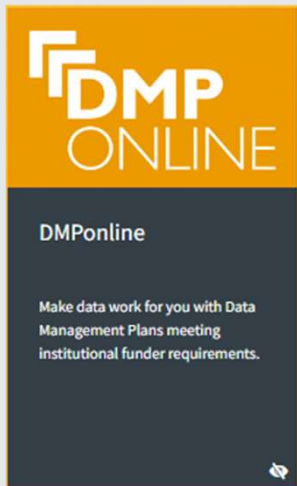 DMP
ONLINE
DMPonline
Make data work for you with Data
Management Plans meeting
institutional funder requirements.